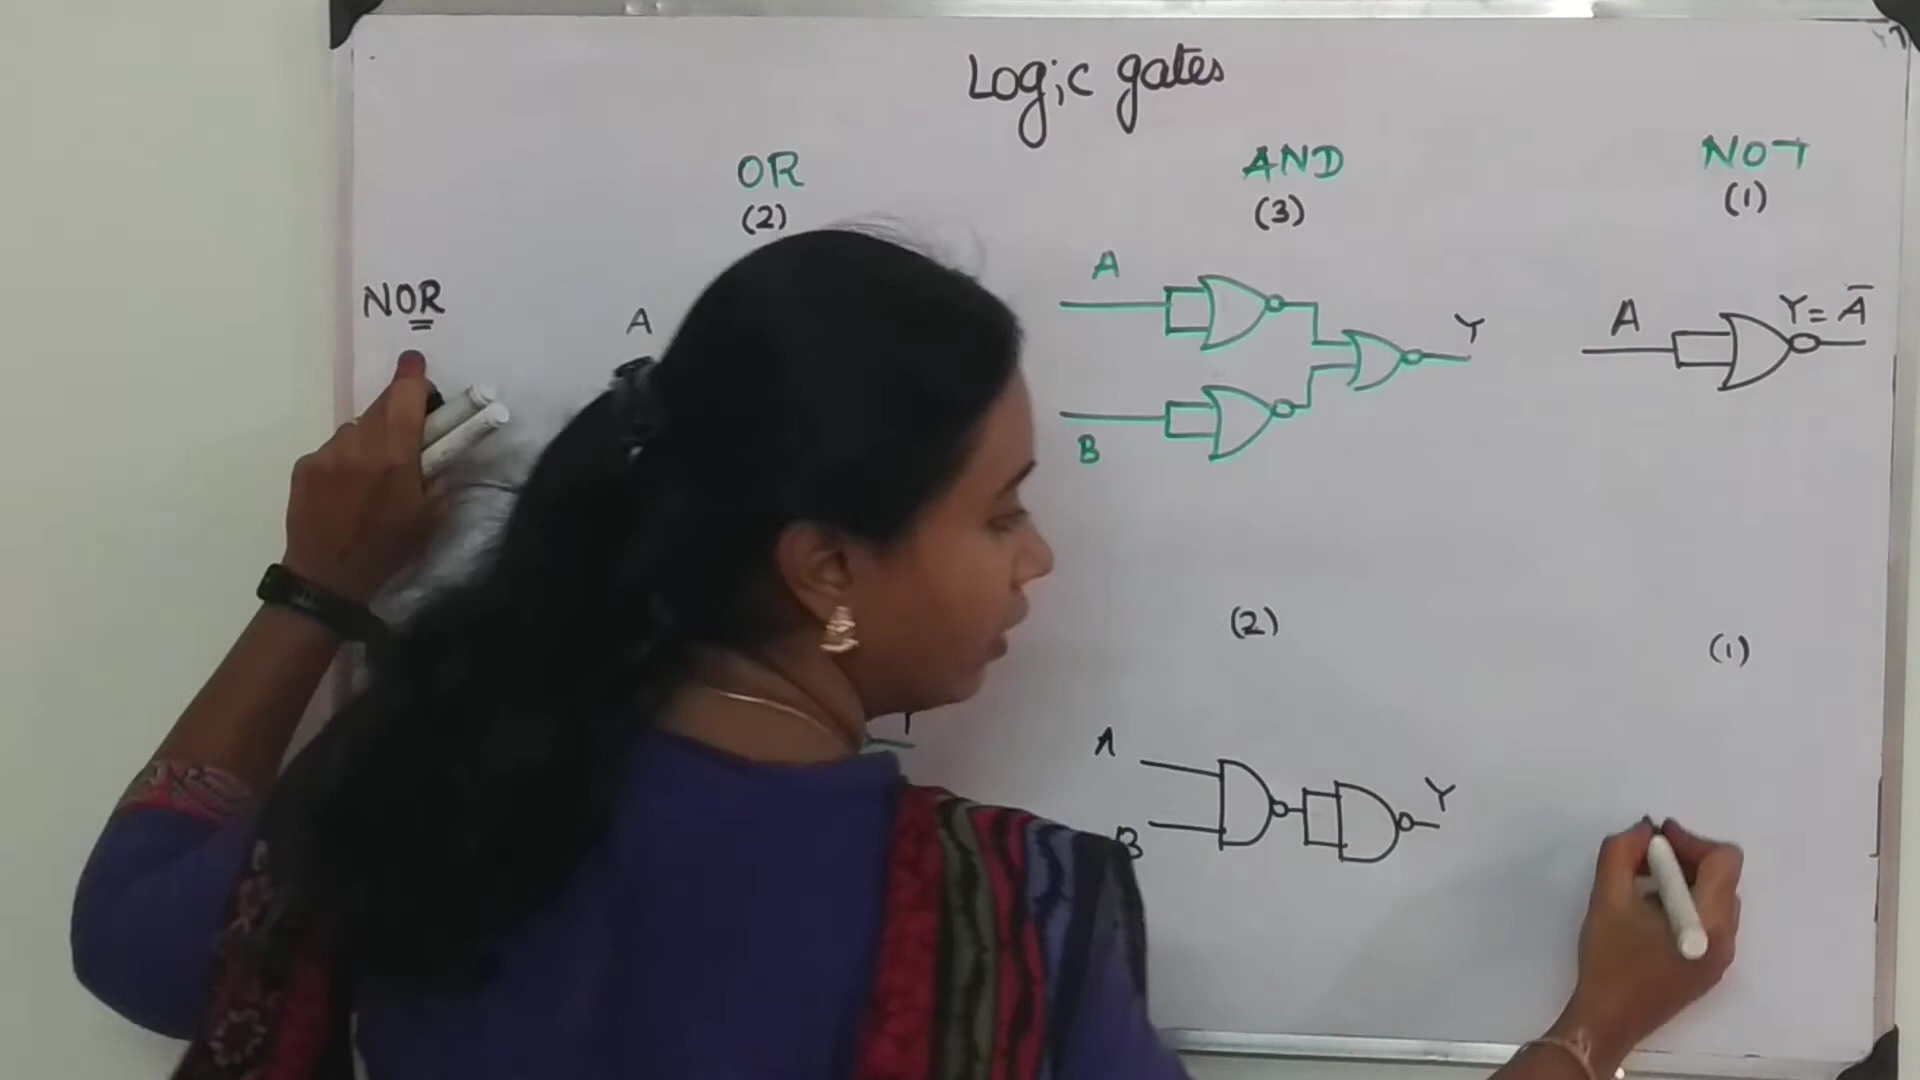 Logic gates
OR AND NOT
(2) (3) (1)
NOR
A
A
B
Y
A
Y = A̅
(2)
(1)
Y
A
B
Y